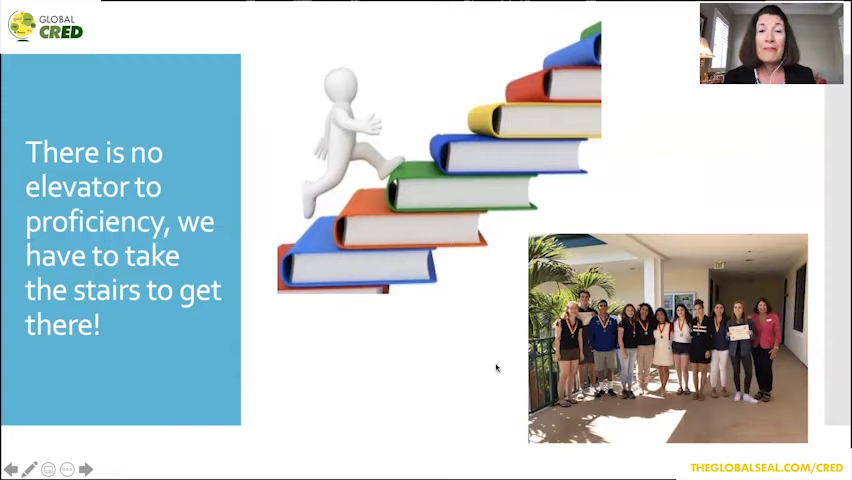 GLOBAL
CRED
There is no
elevator to
proficiency, we
have to take
the stairs to get
there!
THEGLOBALSEAL.COM/CRED